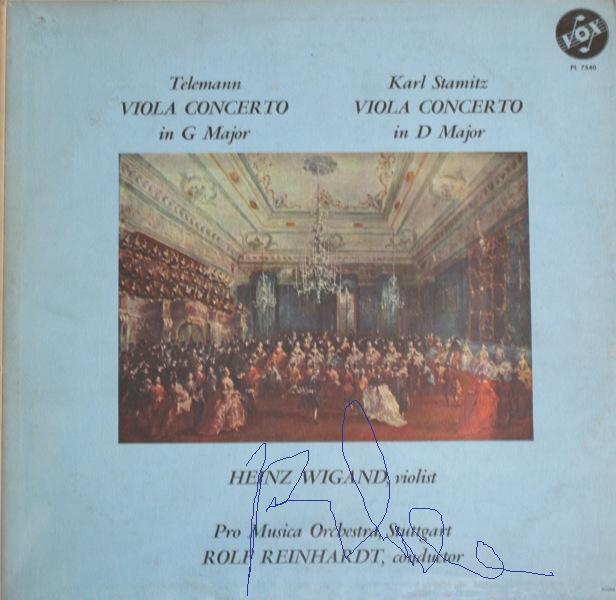 VOX
PL 7540
Telemann
VIOLA CONCERTO
in G Major
Karl Stamitz
VIOLA CONCERTO
in D Major
HEINZ WIGAND, violist
Pro Musica Orchestra, Stuttgart
ROLF REINHARDT, conductor